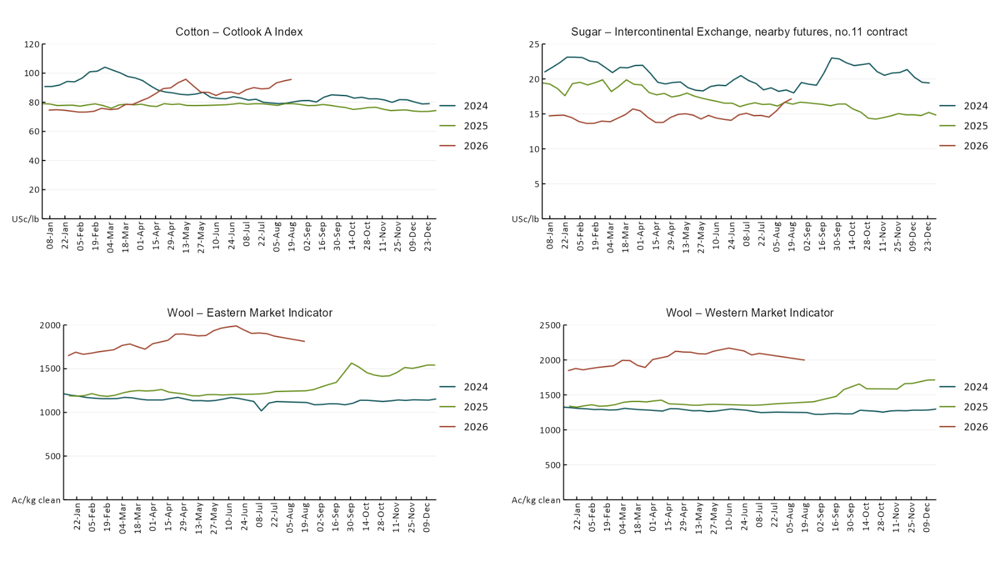 Cotton – Cotlook A Index
120
100
80
60
40
20
USc/lb
08-Jan
22-Jan
05-Feb
19-Feb
04-Mar
18-Mar
01-Apr
15-Apr
29-Apr
13-May
27-May
10-Jun
24-Jun
08-Jul
22-Jul
05-Aug
19-Aug
02-Sep
16-Sep
30-Sep
14-Oct
28-Oct
11-Nov
25-Nov
09-Dec
23-Dec
2024
2025
2026
Sugar – Intercontinental Exchange, nearby futures, no.11 contract
25
20
15
10
5
USc/lb
08-Jan
22-Jan
05-Feb
19-Feb
04-Mar
18-Mar
01-Apr
15-Apr
29-Apr
13-May
27-May
10-Jun
24-Jun
08-Jul
22-Jul
05-Aug
19-Aug
02-Sep
16-Sep
30-Sep
14-Oct
28-Oct
11-Nov
25-Nov
09-Dec
23-Dec
2024
2025
2026
Wool – Eastern Market Indicator
2000
1500
1000
500
Ac/kg clean
22-Jan
05-Feb
19-Feb
04-Mar
18-Mar
01-Apr
15-Apr
29-Apr
13-May
27-May
10-Jun
24-Jun
08-Jul
22-Jul
05-Aug
19-Aug
02-Sep
16-Sep
30-Sep
14-Oct
28-Oct
11-Nov
25-Nov
09-Dec
2024
2025
2026
Wool – Western Market Indicator
2500
2000
1500
1000
500
Ac/kg clean
22-Jan
05-Feb
19-Feb
04-Mar
18-Mar
01-Apr
15-Apr
29-Apr
13-May
27-May
10-Jun
24-Jun
08-Jul
22-Jul
05-Aug
19-Aug
02-Sep
16-Sep
30-Sep
14-Oct
28-Oct
11-Nov
25-Nov
09-Dec
2024
2025
2026